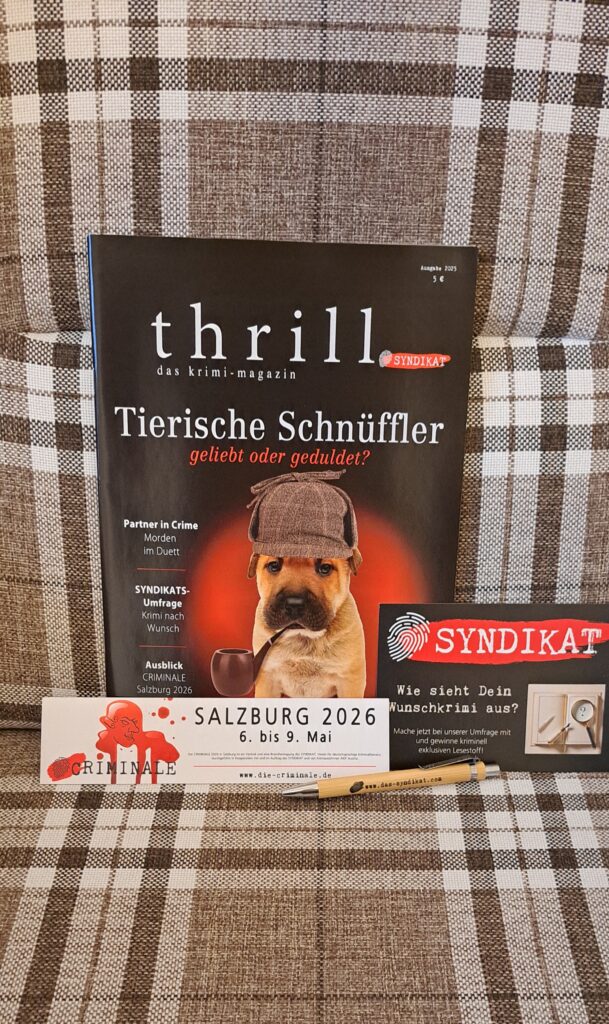 Ausgabe 2025
5 €
thrill
SYNDIKAT
das krimi-magazin
Tierische Schnüffler
geliebt oder geduldet?
Partner in Crime
Morden
im Duett
SYNDIKATS-
Umfrage
Krimi nach
Wunsch
Ausblick
CRIMINALE
Salzburg 2026
SYNDIKAT
Wie sieht Dein
Wunschkrimi aus?
Mache jetzt bei unserer Umfrage mit
und gewinne kriminell
exklusiven Lesestoff!
SALZBURG 2026
6. bis 9. Mai
CRIMINALE
www.die-criminale.de
www.das-syndikat.com